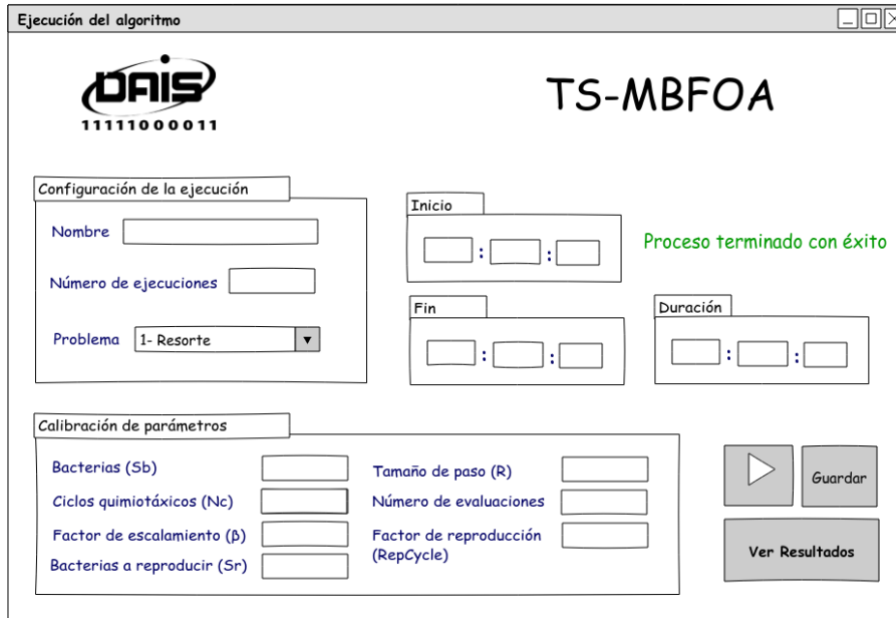 Ejecución del algoritmo
DAIS
11111000011
TS-MBFOA
Configuración de la ejecución
Nombre
Número de ejecuciones
Problema 1- Resorte
Inicio
: :
Proceso terminado con éxito
Fin
: :
Duración
: :
Calibración de parámetros
Bacterias (Sb)
Ciclos quimiotáxicos (Nc)
Factor de escalamiento (β)
Bacterias a reproducir (Sr)
Tamaño de paso (R)
Número de evaluaciones
Factor de reproducción
(RepCycle)
Guardar
Ver Resultados